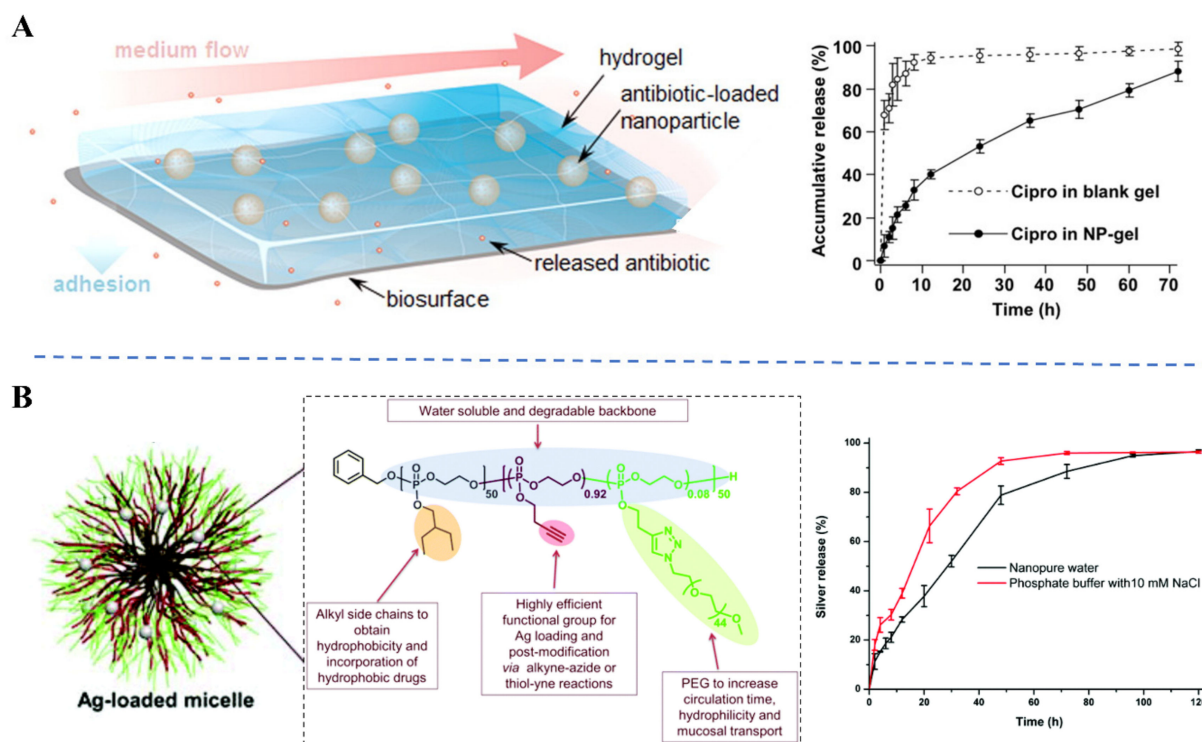 A
medium flow
hydrogel
antibiotic-loaded
nanoparticle
adhesion
released antibiotic
biosurface
Accumulative release (%)
100
80
60
40
20
0
Cipro in blank gel
Cipro in NP-gel
0 10 20 30 40 50 60 70
Time (h)
B
Water soluble and degradable backbone
O
P O O
O
50
O
P O O
O
0.92
O
P O O H
O
0.08 50
N
N
N
O
O
44
Alkyl side chains to
obtain
hydrophobicity and
incorporation of
hydrophobic drugs
Highly efficient
functional group for
Ag loading and
post-modification
via alkyne-azide or
thiol-yne reactions
PEG to increase
circulation time,
hydrophilicity and
mucosal transport
Ag-loaded micelle
Silver release (%)
100
80
60
40
20
0
Nanopure water
Phosphate buffer with10 mM NaCl
0 20 40 60 80 100 120
Time (h)